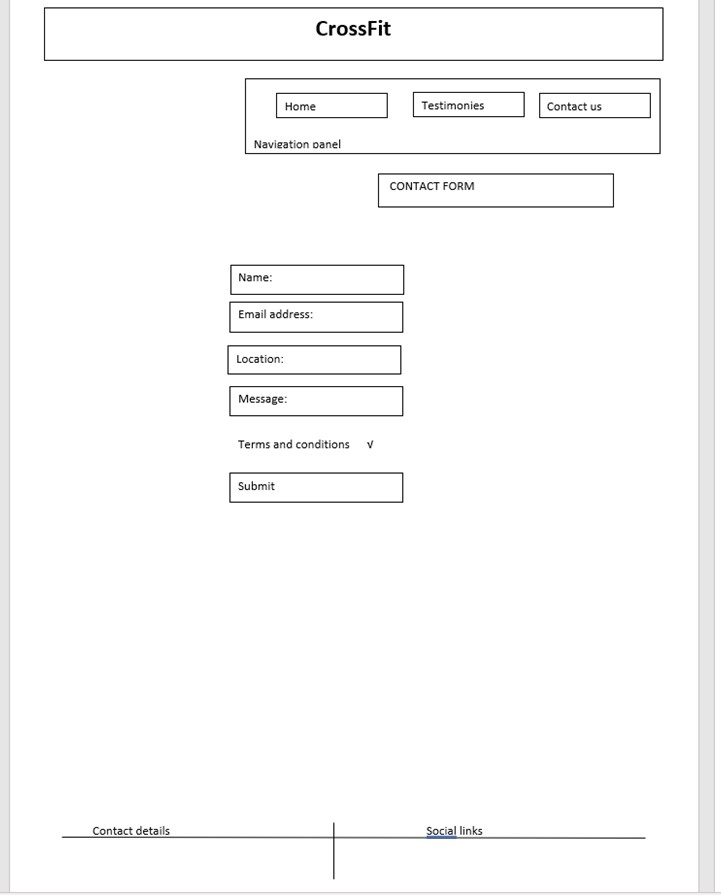 CrossFit
Home
Testimonies
Contact us
Navigation panel
CONTACT FORM
Name:
Email address:
Location:
Message:
Terms and conditions √
Submit
Contact details
Social links